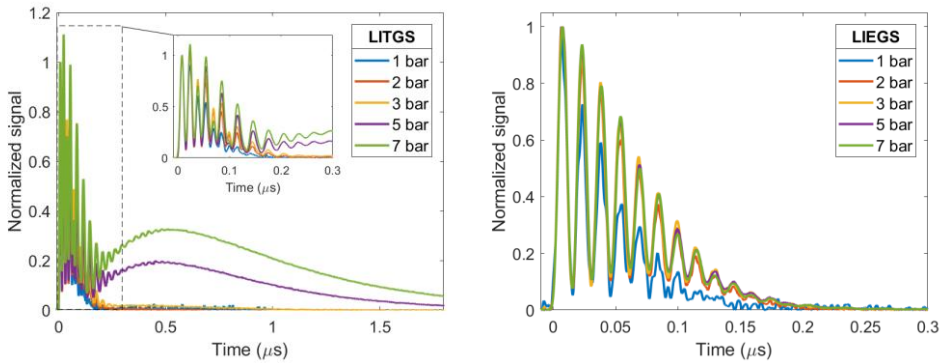 LITGS
1 bar
2 bar
3 bar
5 bar
7 bar
Normalized signal
1.2
1
0.8
0.6
0.4
0.2
0
0
0.5
1
1.5
Time (μs)
1
0.5
0
0
0.1
0.2
0.3
Time (μs)
LIEGS
1 bar
2 bar
3 bar
5 bar
7 bar
Normalized signal
1
0.8
0.6
0.4
0.2
0
0
0.05
0.1
0.15
0.2
0.25
0.3
Time (μs)